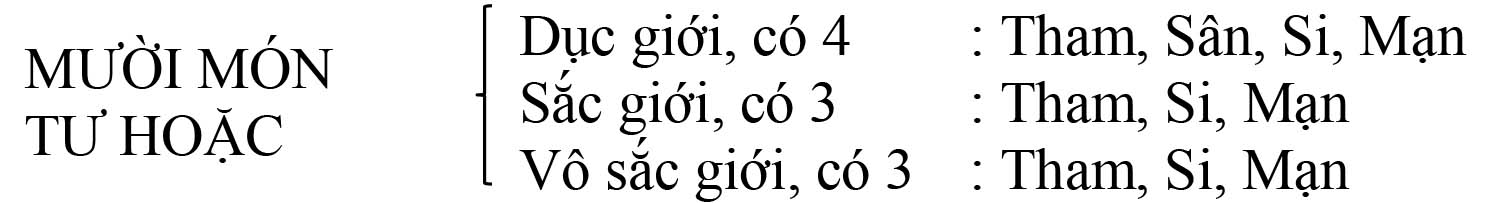 MƯỜI MÓN
TƯ HOẶC
Dục giới, có 4 : Tham, Sân, Si, Mạn
Sắc giới, có 3 : Tham, Si, Mạn
Vô sắc giới, có 3 : Tham, Si, Mạn